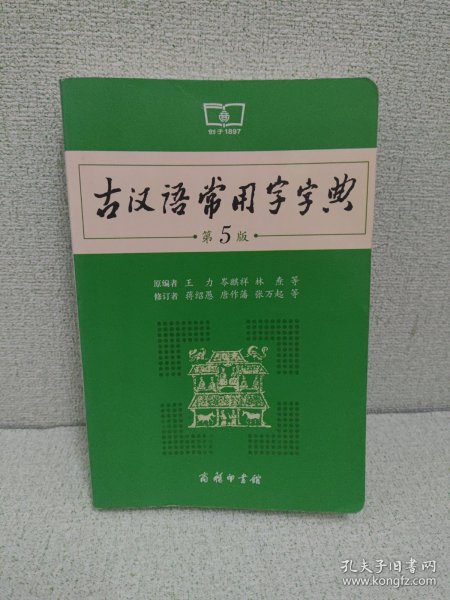 创于1897
古汉语常用字字典
·第5版·
原编者 王力 岑麒祥 林焘 等
修订者 蒋绍愚 唐作藩 张万起 等
商务印书馆
孔夫子旧书网
www.kongfz.com